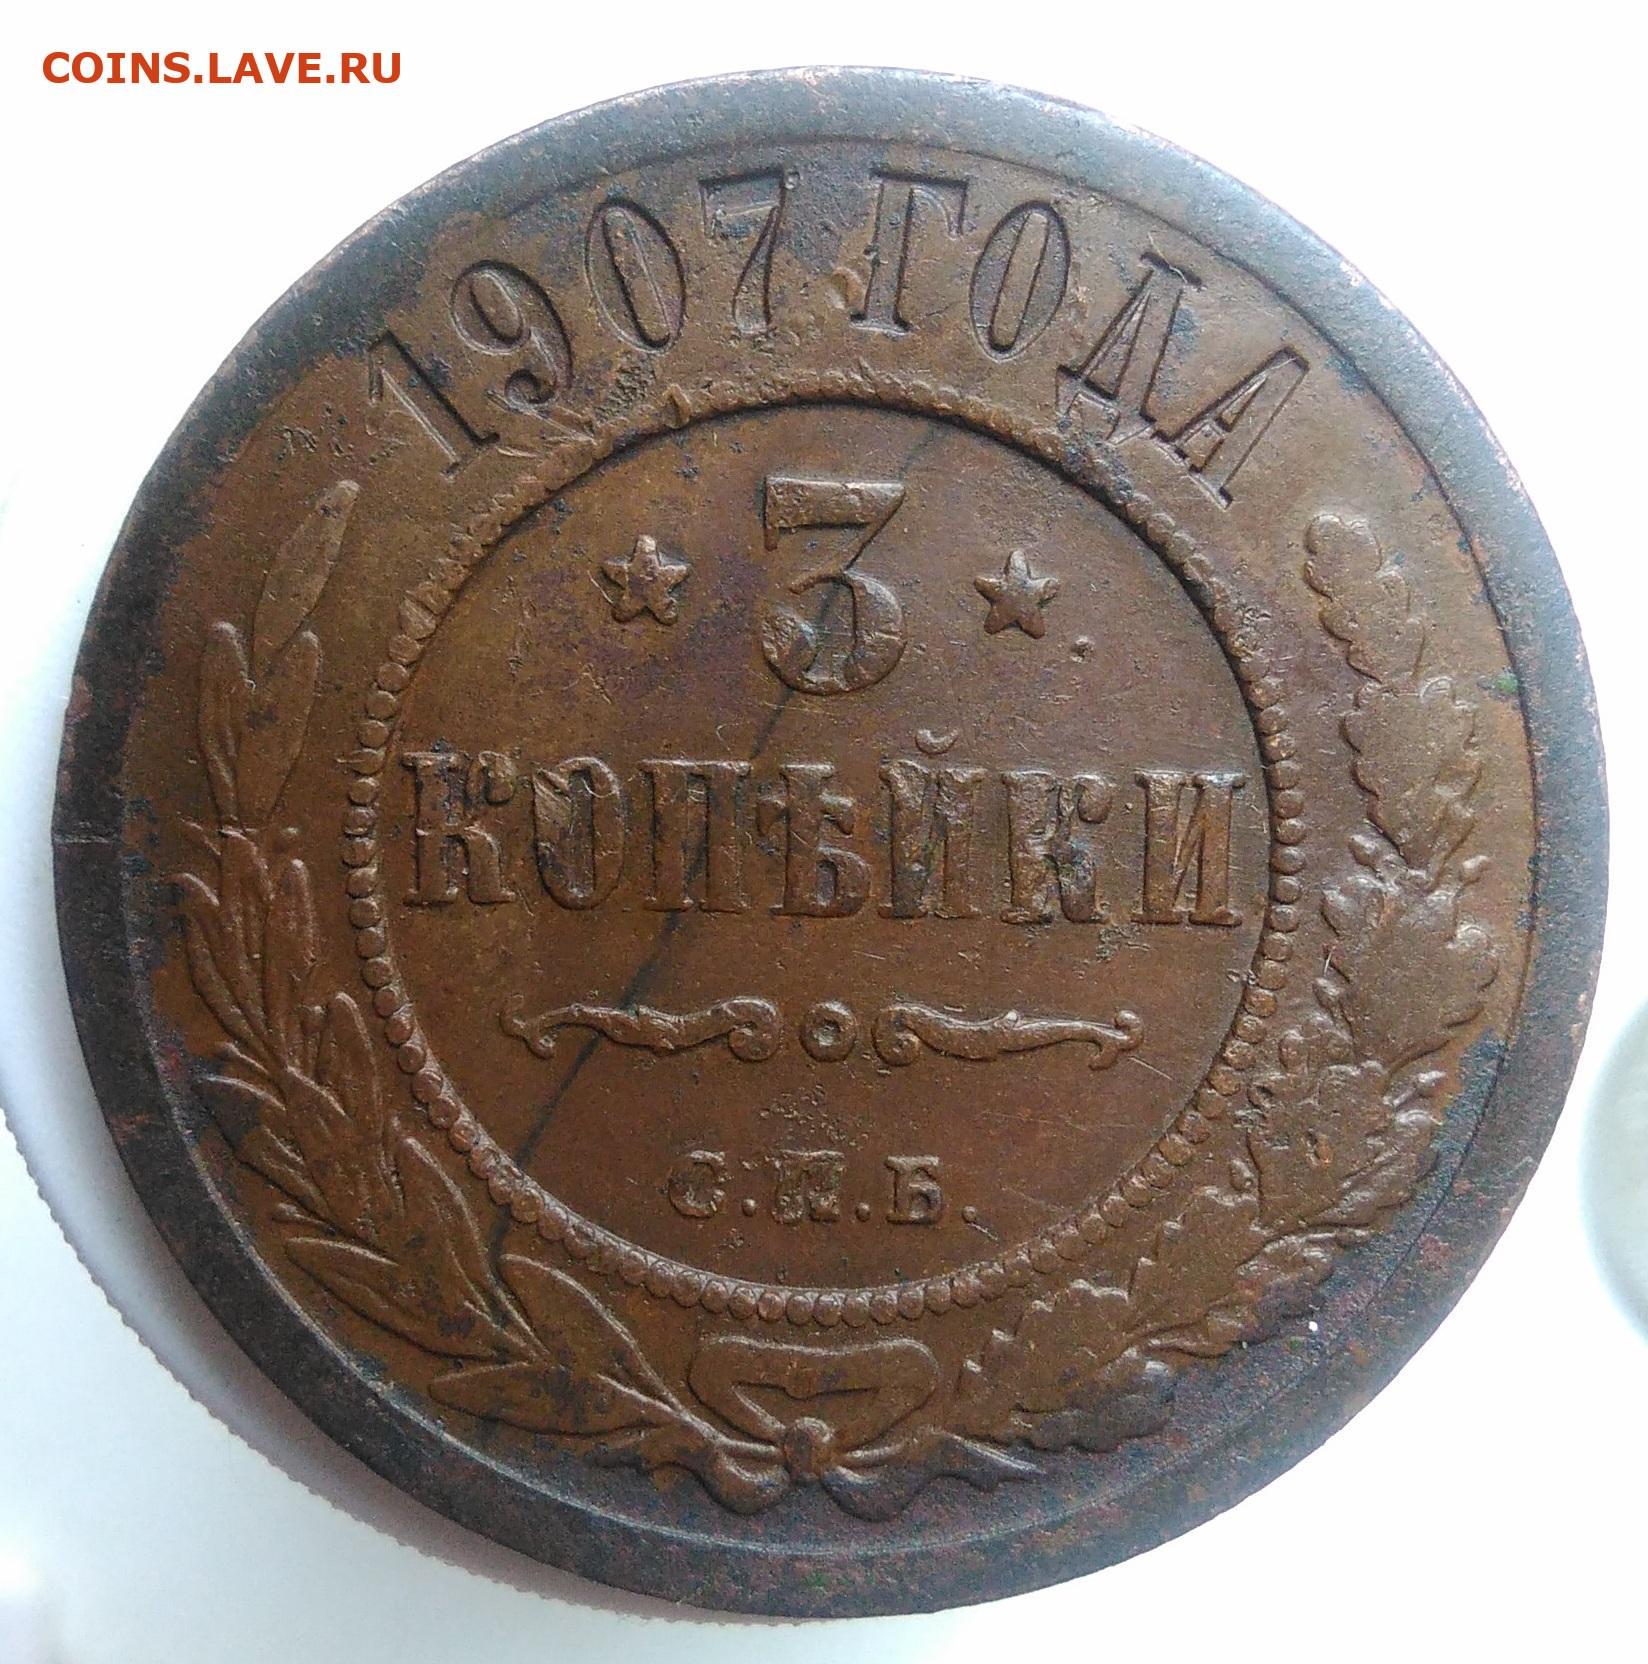 COINS.LAVE.RU
1907 ГОДА
3
КОПѢЙКИ
С.П.Б.